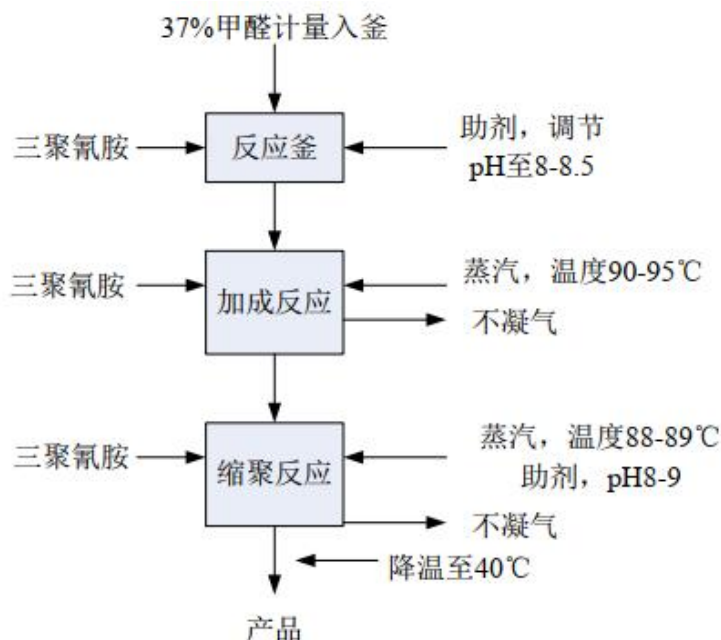 37%甲醛计量入釜
三聚氰胺
反应釜
助剂，调节
pH至8-8.5
三聚氰胺
加成反应
蒸汽，温度90-95℃
不凝气
三聚氰胺
缩聚反应
蒸汽，温度88-89℃
助剂，pH8-9
不凝气
降温至40℃
产品